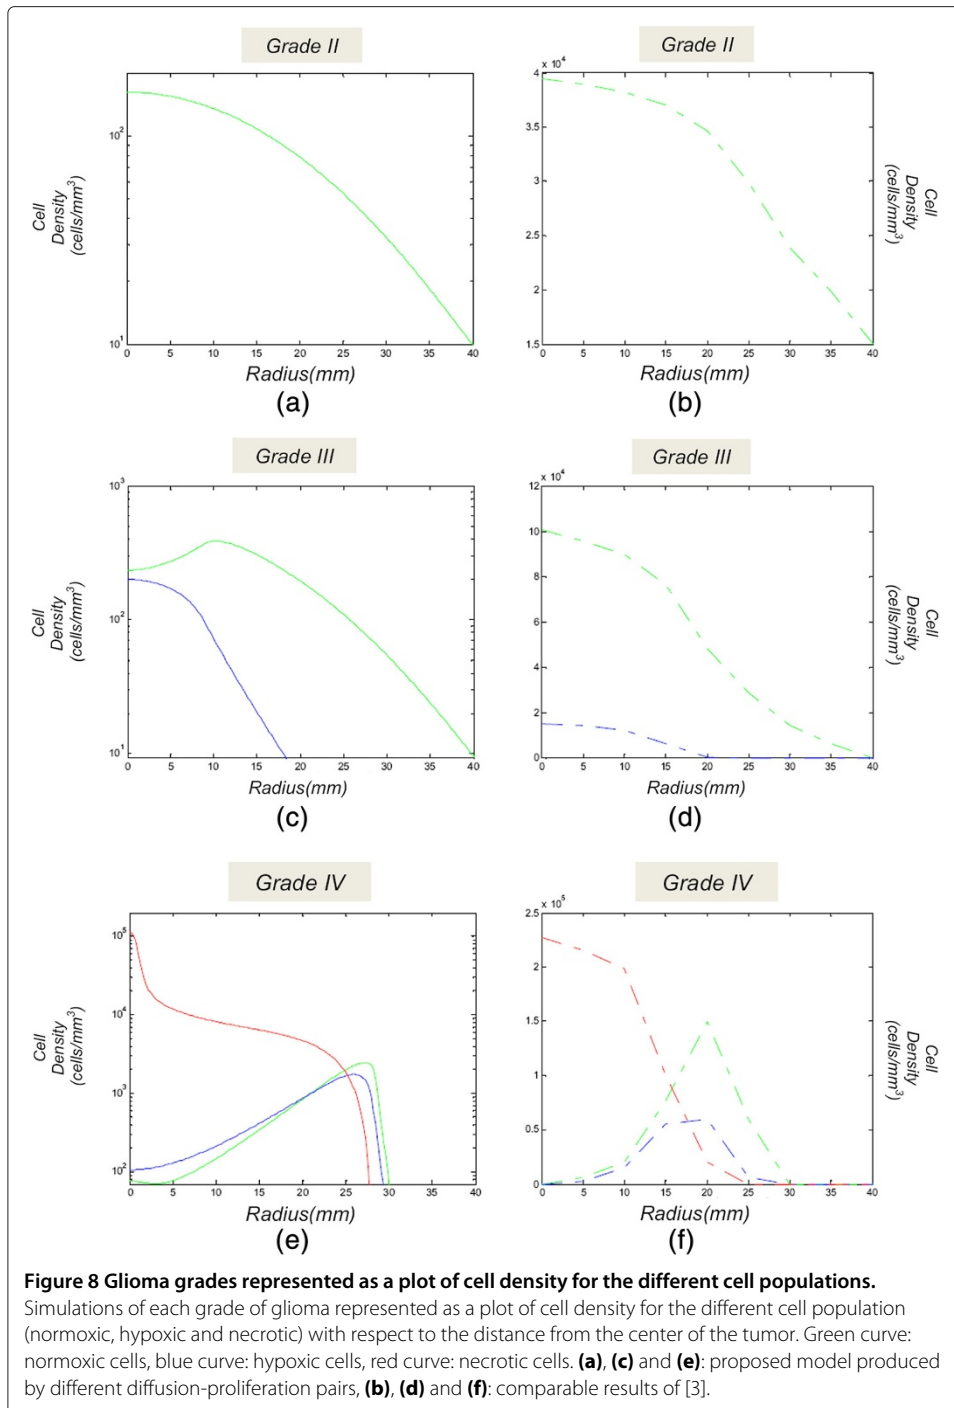 Grade II
Grade II
x 10^4
10^2
10^1
Cell
Density
(cells/mm^3)
0 5 10 15 20 25 30 35 40
Radius(mm)
(a)
4
3.5
3
2.5
2
1.5
Cell
Density
(cells/mm^3)
0 5 10 15 20 25 30 35 40
Radius(mm)
(b)
Grade III
Grade III
10^3
10^2
10^1
Cell
Density
(cells/mm^3)
0 5 10 15 20 25 30 35 40
Radius(mm)
(c)
x 10^4
12
10
8
6
4
2
0
Cell
Density
(cells/mm^3)
0 5 10 15 20 25 30 35 40
Radius(mm)
(d)
Grade IV
Grade IV
10^5
10^4
10^3
10^2
Cell
Density
(cells/mm^3)
0 5 10 15 20 25 30 35 40
Radius(mm)
(e)
x 10^5
2.5
2
1.5
1
0.5
0
Cell
Density
(cells/mm^3)
0 5 10 15 20 25 30 35 40
Radius(mm)
(f)
Figure 8 Glioma grades represented as a plot of cell density for the different cell populations.
Simulations of each grade of glioma represented as a plot of cell density for the different cell population
(normoxic, hypoxic and necrotic) with respect to the distance from the center of the tumor. Green curve:
normoxic cells, blue curve: hypoxic cells, red curve: necrotic cells. (a), (c) and (e): proposed model produced
by different diffusion-proliferation pairs, (b), (d) and (f): comparable results of [3].